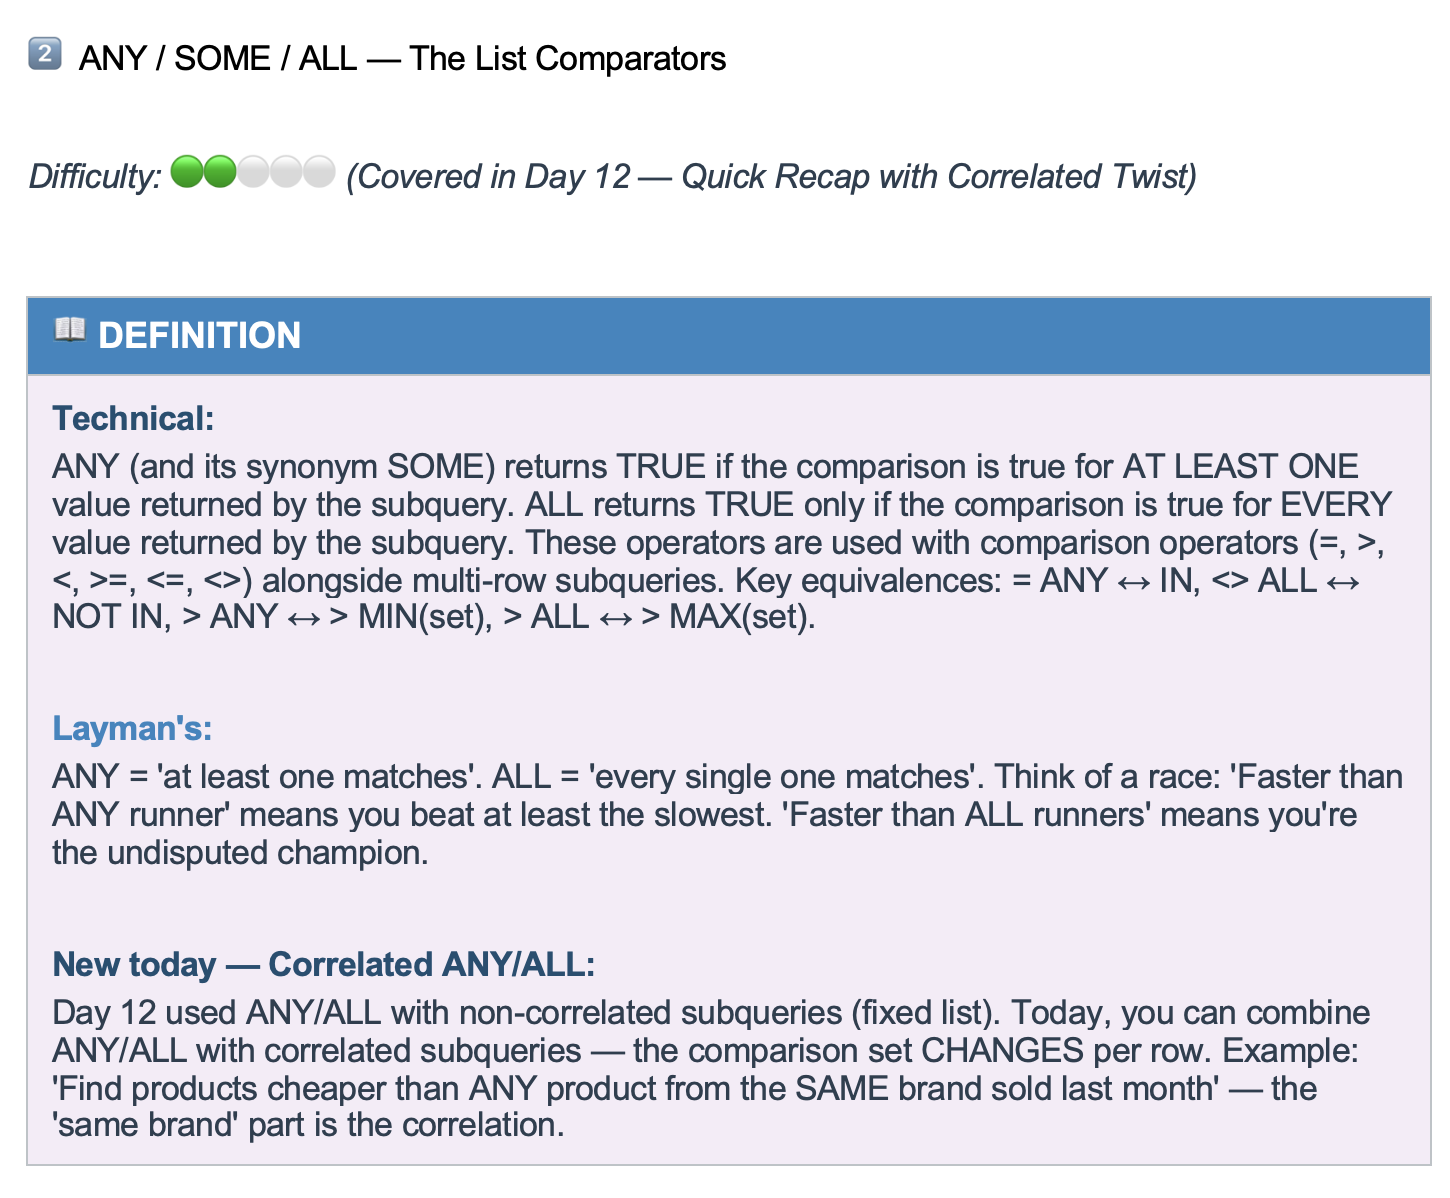 2 ANY / SOME / ALL — The List Comparators
Difficulty: (Covered in Day 12 — Quick Recap with Correlated Twist)
DEFINITION
Technical:
ANY (and its synonym SOME) returns TRUE if the comparison is true for AT LEAST ONE
value returned by the subquery. ALL returns TRUE only if the comparison is true for EVERY
value returned by the subquery. These operators are used with comparison operators (=, >,
<, >=, <=, <>) alongside multi-row subqueries. Key equivalences: = ANY ↔ IN, <> ALL ↔
NOT IN, > ANY ↔ > MIN(set), > ALL ↔ > MAX(set).
Layman's:
ANY = 'at least one matches'. ALL = 'every single one matches'. Think of a race: 'Faster than
ANY runner' means you beat at least the slowest. 'Faster than ALL runners' means you're
the undisputed champion.
New today — Correlated ANY/ALL:
Day 12 used ANY/ALL with non-correlated subqueries (fixed list). Today, you can combine
ANY/ALL with correlated subqueries — the comparison set CHANGES per row. Example:
'Find products cheaper than ANY product from the SAME brand sold last month' — the
'same brand' part is the correlation.